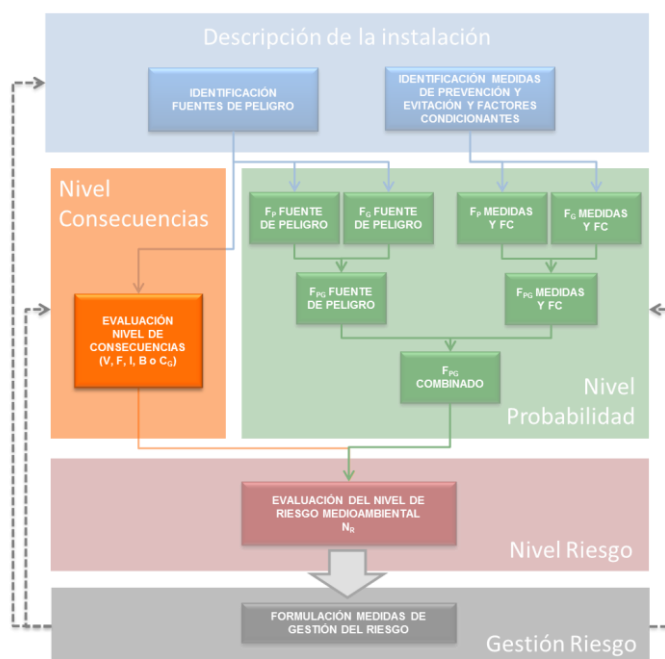 Descripción de la instalación
IDENTIFICACIÓN
FUENTES DE PELIGRO
IDENTIFICACIÓN MEDIDAS
DE PREVENCIÓN Y
EVITACIÓN Y FACTORES
CONDICIONANTES
Nivel
Consecuencias
EVALUACIÓN
NIVEL DE
CONSECUENCIAS
(V, F, I, B o CG)
FP FUENTE
DE PELIGRO
FG FUENTE
DE PELIGRO
FP MEDIDAS
Y FC
FG MEDIDAS
Y FC
FPG FUENTE
DE PELIGRO
FPG MEDIDAS
Y FC
FPG
COMBINADO
Nivel
Probabilidad
EVALUACIÓN DEL NIVEL DE
RIESGO MEDIOAMBIENTAL
NR
Nivel Riesgo
FORMULACIÓN MEDIDAS DE
GESTIÓN DEL RIESGO
Gestión Riesgo